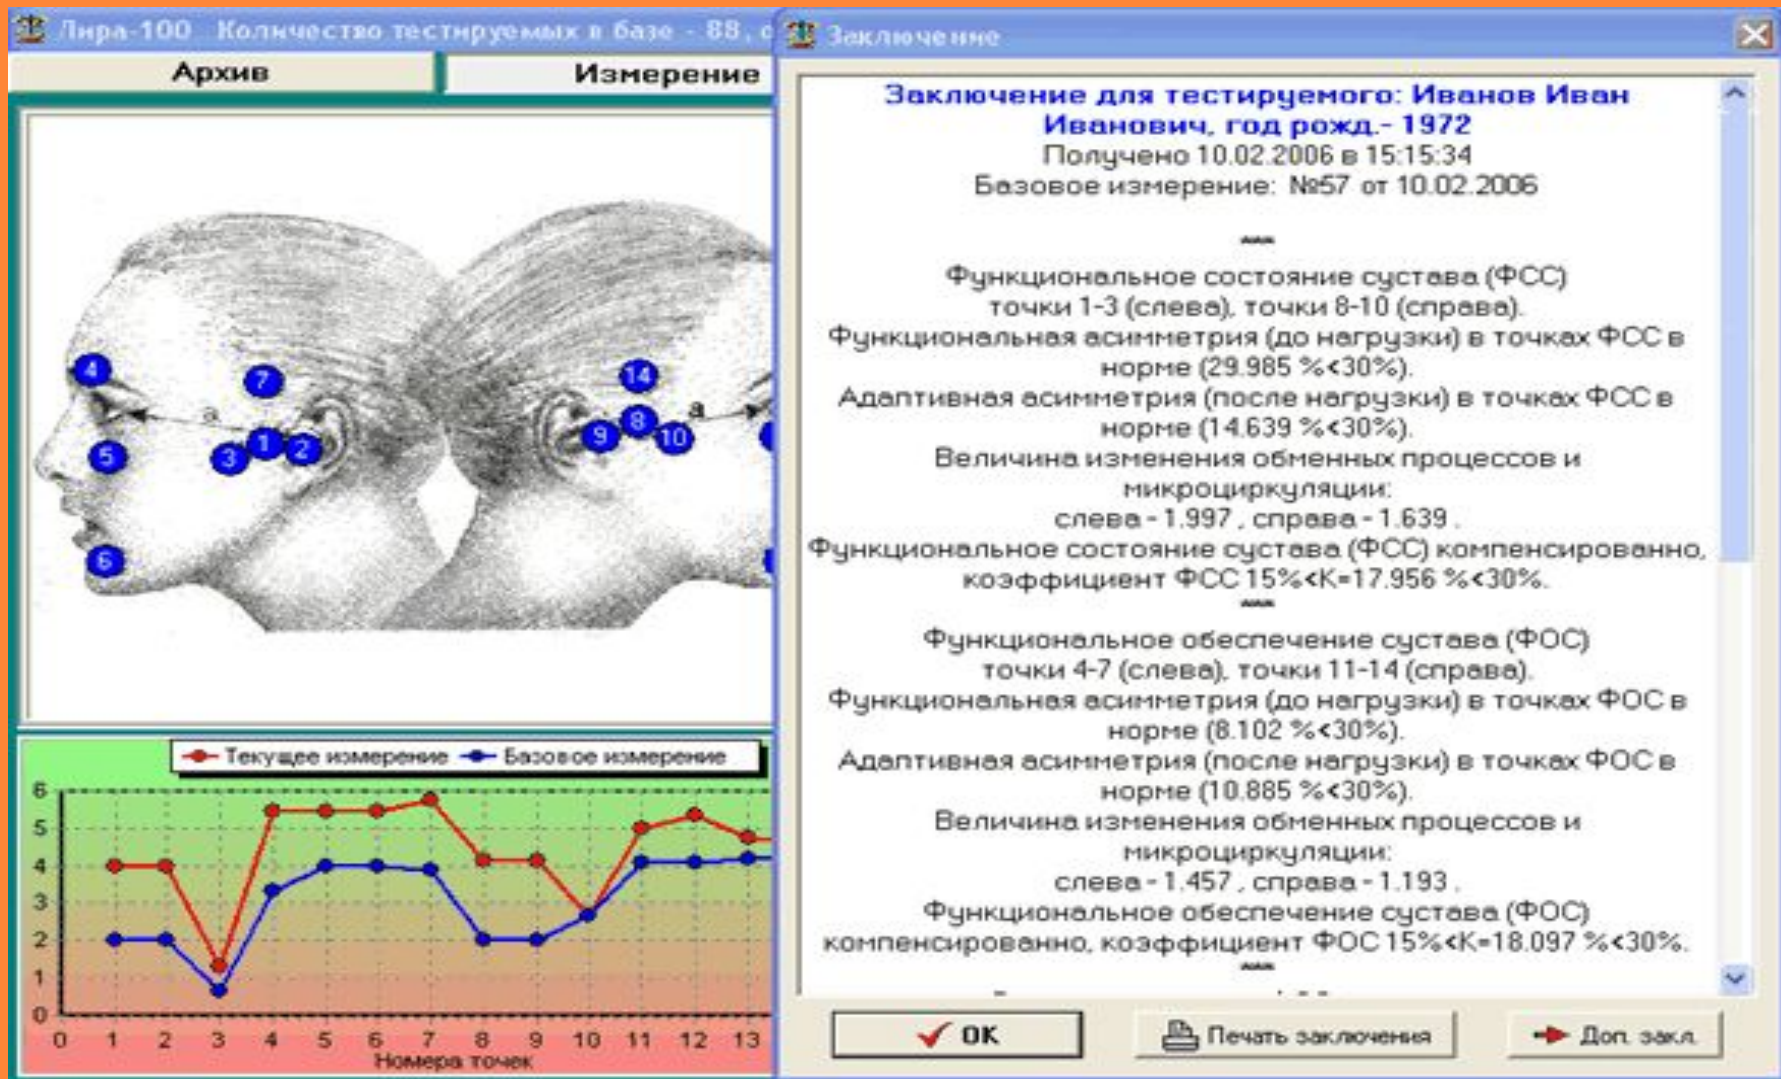 Лира-100 Количество тестируемых в базе - 88, о
Архив
Измерение
4
7
a
1
2
3
5
6
14
8
9
10
a
Текущее измерение
Базовое измерение
6
5
4
3
2
1
0
0 1 2 3 4 5 6 7 8 9 10 11 12 13
Номера точек
Заключение
Заключение для тестируемого: Иванов Иван
Иванович, год рожд.- 1972
Получено 10.02.2006 в 15:15:34
Базовое измерение: №57 от 10.02.2006
***
Функциональное состояние сустава (ФСС)
точки 1-3 (слева), точки 8-10 (справа).
Функциональная асимметрия (до нагрузки) в точках ФСС в
норме (29.985 %<30%).
Адаптивная асимметрия (после нагрузки) в точках ФСС в
норме (14.639 %<30%).
Величина изменения обменных процессов и
микроциркуляции:
слева - 1.997 , справа - 1.639 .
Функциональное состояние сустава (ФСС) компенсированно,
коэффициент ФСС 15%<K=17.956 %<30%.
***
Функциональное обеспечение сустава (ФОС)
точки 4-7 (слева), точки 11-14 (справа).
Функциональная асимметрия (до нагрузки) в точках ФОС в
норме (8.102 %<30%).
Адаптивная асимметрия (после нагрузки) в точках ФОС в
норме (10.885 %<30%).
Величина изменения обменных процессов и
микроциркуляции:
слева - 1.457 , справа - 1.193 .
Функциональное обеспечение сустава (ФОС)
компенсированно, коэффициент ФОС 15%<K=18.097 %<30%.
***
OK
Печать заключения
Доп. закл.